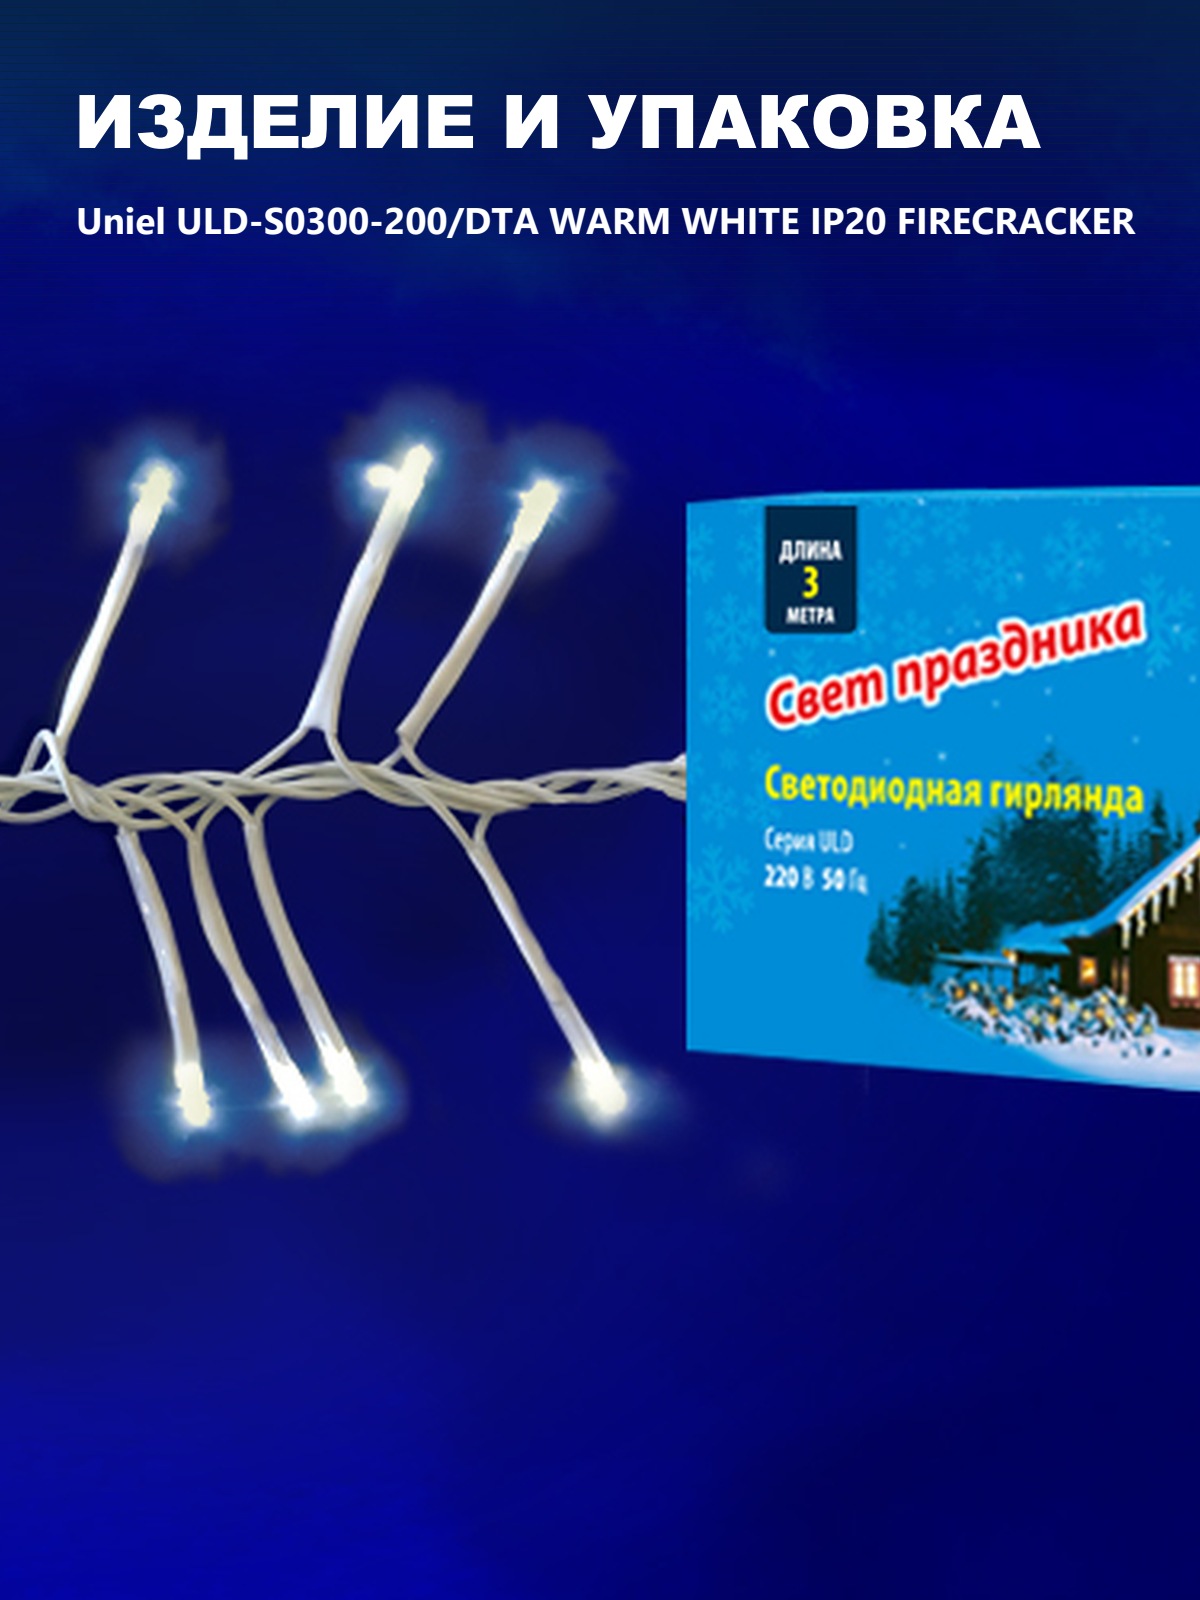 ИЗДЕЛИЕ И УПАКОВКА
Uniel ULD-S0300-200/DTA WARM WHITE IP20 FIRECRACKER
ДЛИНА
3
МЕТРА
Свет праздника
Светодиодная гирлянда
Серия ULD
220 В 50 Гц